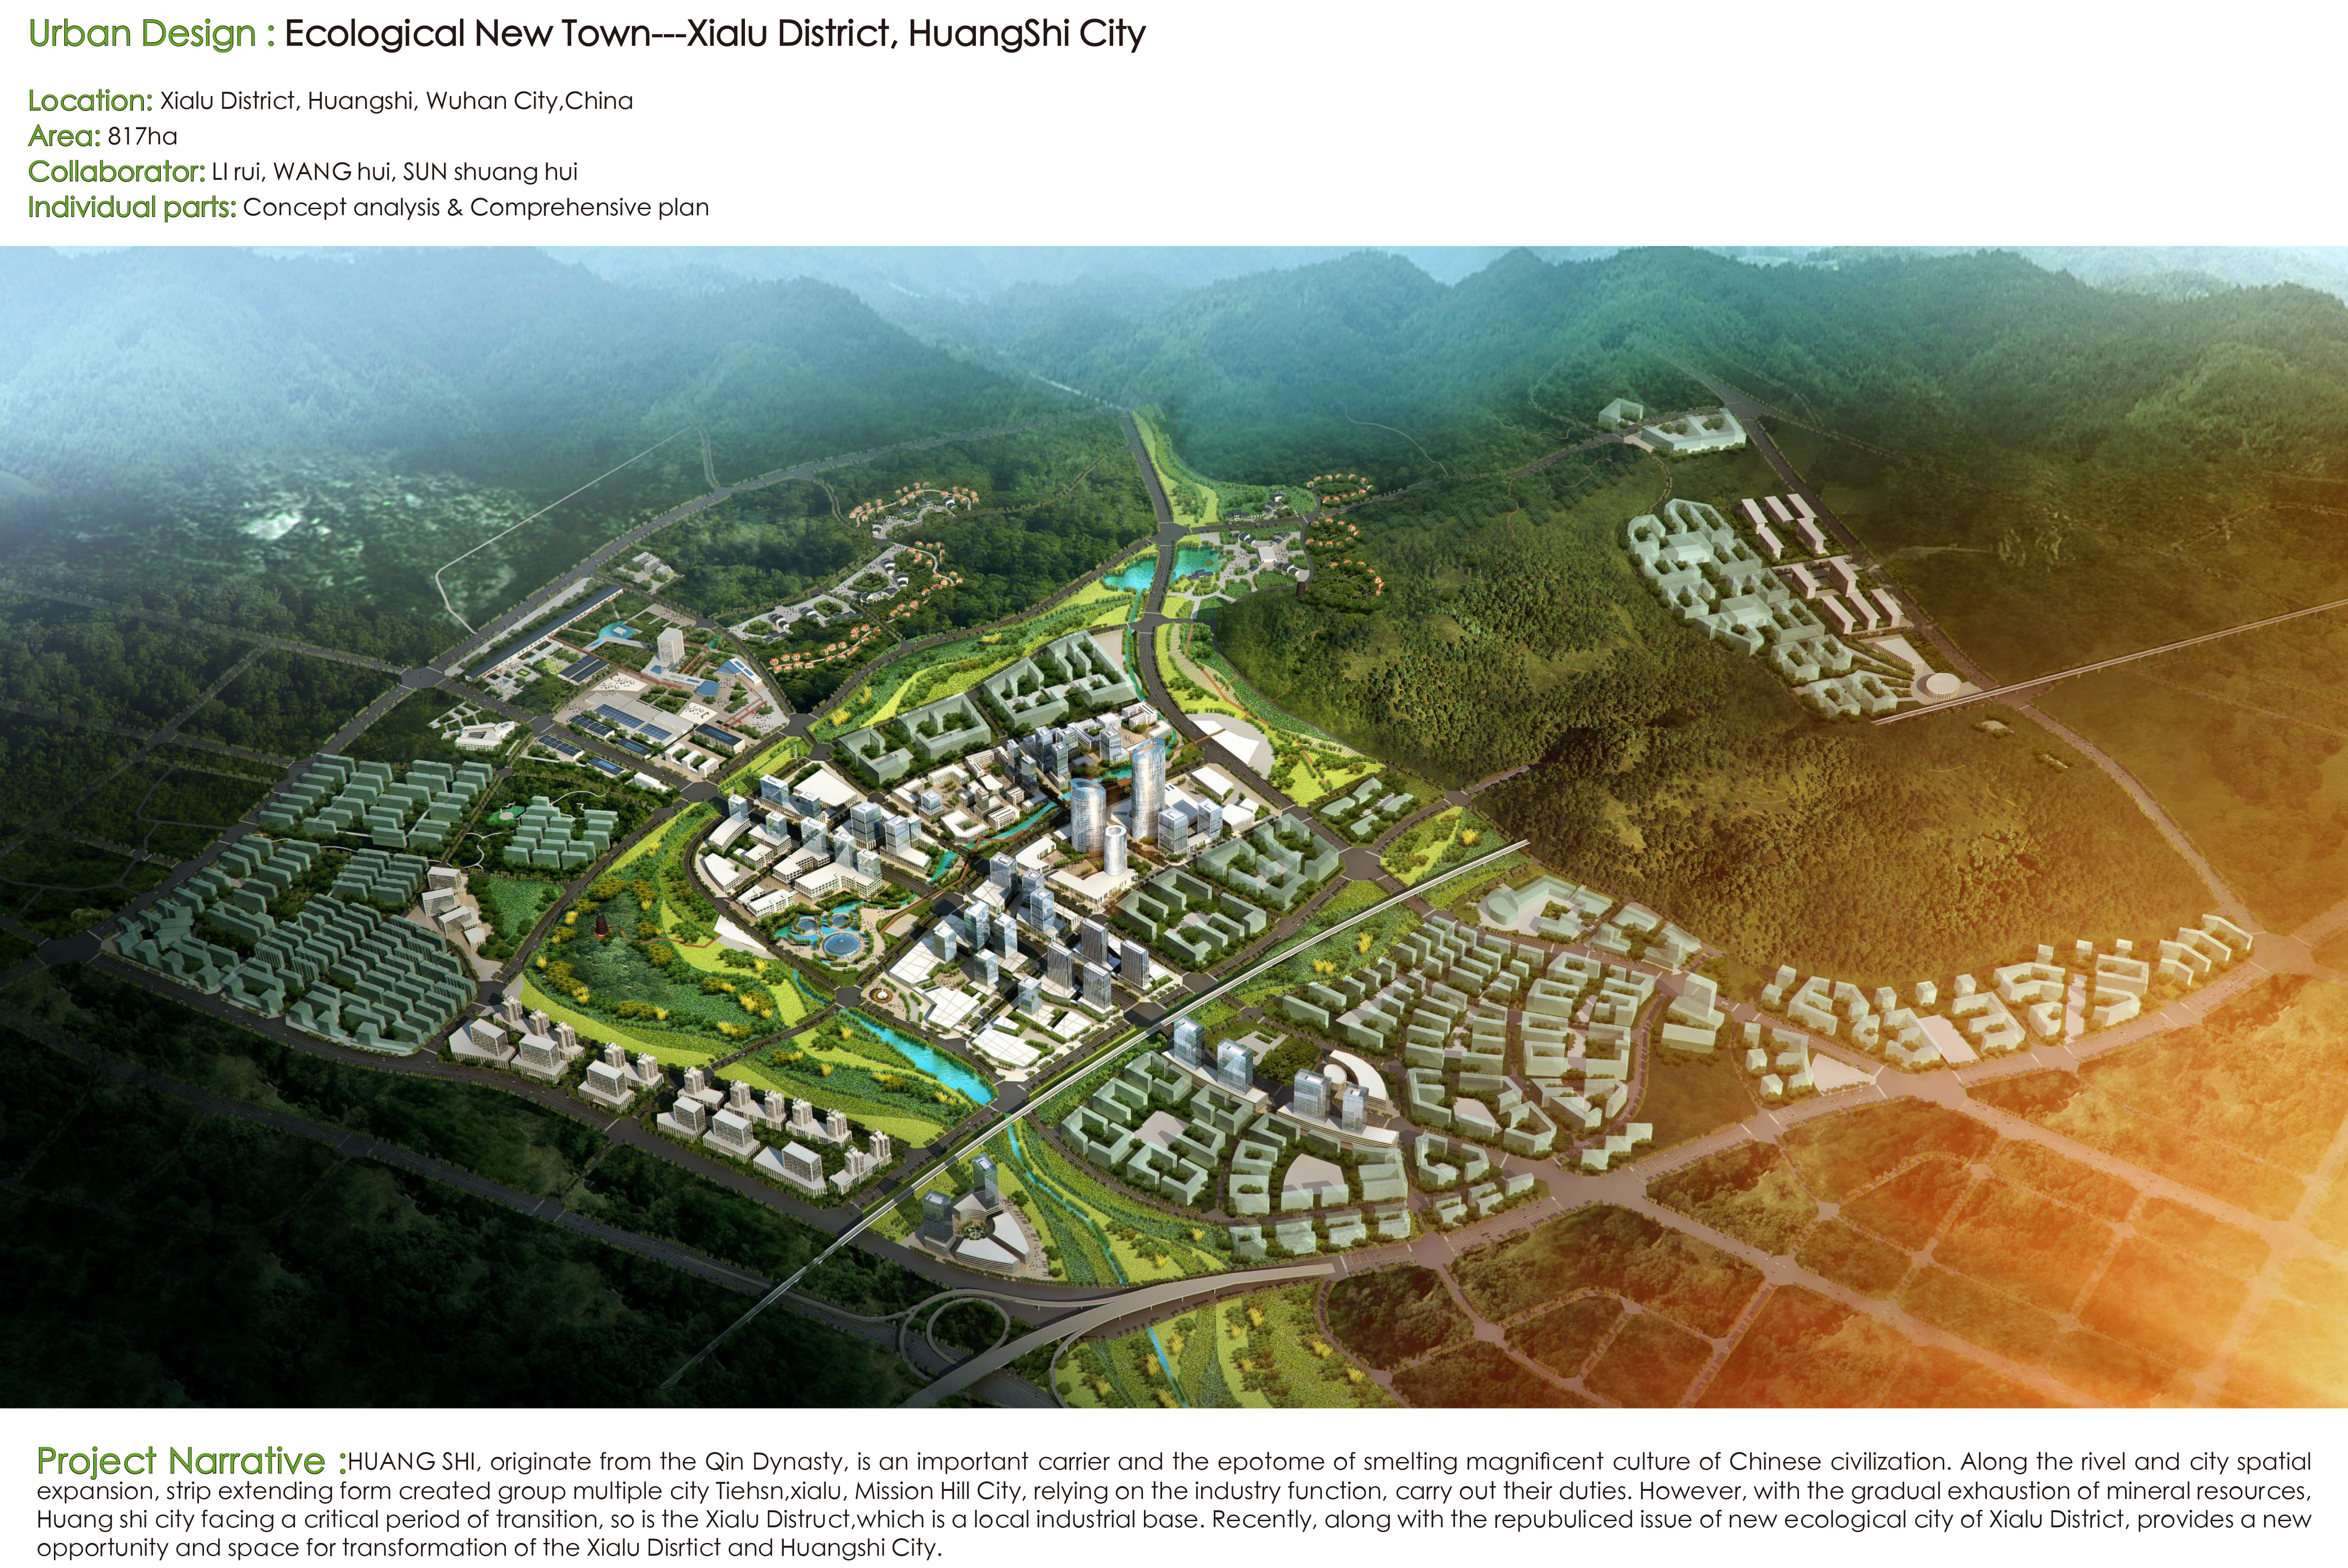 Urban Design : Ecological New Town---Xialu District, HuangShi City
Location: Xialu District, Huangshi, Wuhan City,China
Area: 817ha
Collaborator: LI rui, WANG hui, SUN shuang hui
Individual parts: Concept analysis & Comprehensive plan
Project Narrative :HUANG SHI, originate from the Qin Dynasty, is an important carrier and the epotome of smelting magnificent culture of Chinese civilization. Along the rivel and city spatial
expansion, strip extending form created group multiple city Tiehsn,xialu, Mission Hill City, relying on the industry function, carry out their duties. However, with the gradual exhaustion of mineral resources,
Huang shi city facing a critical period of transition, so is the Xialu Distruct,which is a local industrial base. Recently, along with the repubuliced issue of new ecological city of Xialu District, provides a new
opportunity and space for transformation of the Xialu Disrtict and Huangshi City.